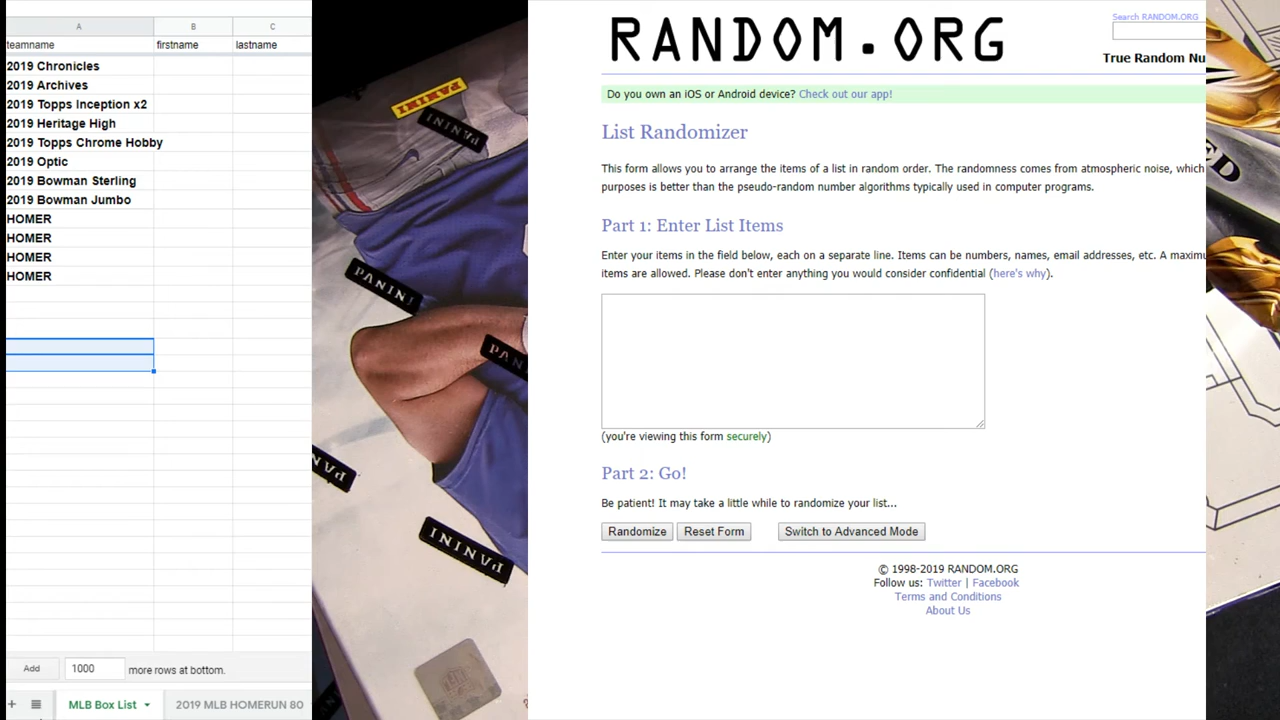 A B C
teamname firstname lastname
2019 Chronicles
2019 Archives
2019 Topps Inception x2
2019 Heritage High
2019 Topps Chrome Hobby
2019 Optic
2019 Bowman Sterling
2019 Bowman Jumbo
HOMER
HOMER
HOMER
HOMER
Add 1000 more rows at bottom.
+ MLB Box List 2019 MLB HOMERUN 80
PANINI
PANINI
PANINI
PANI
PANI
PANINI
RANDOM.ORG
Search RANDOM.ORG
True Random Nu
Do you own an iOS or Android device? Check out our app!
List Randomizer
This form allows you to arrange the items of a list in random order. The randomness comes from atmospheric noise, which
purposes is better than the pseudo-random number algorithms typically used in computer programs.
Part 1: Enter List Items
Enter your items in the field below, each on a separate line. Items can be numbers, names, email addresses, etc. A maximu
items are allowed. Please don't enter anything you would consider confidential (here's why).
(you're viewing this form securely)
Part 2: Go!
Be patient! It may take a little while to randomize your list...
Randomize Reset Form Switch to Advanced Mode
© 1998-2019 RANDOM.ORG
Follow us: Twitter | Facebook
Terms and Conditions
About Us
ED